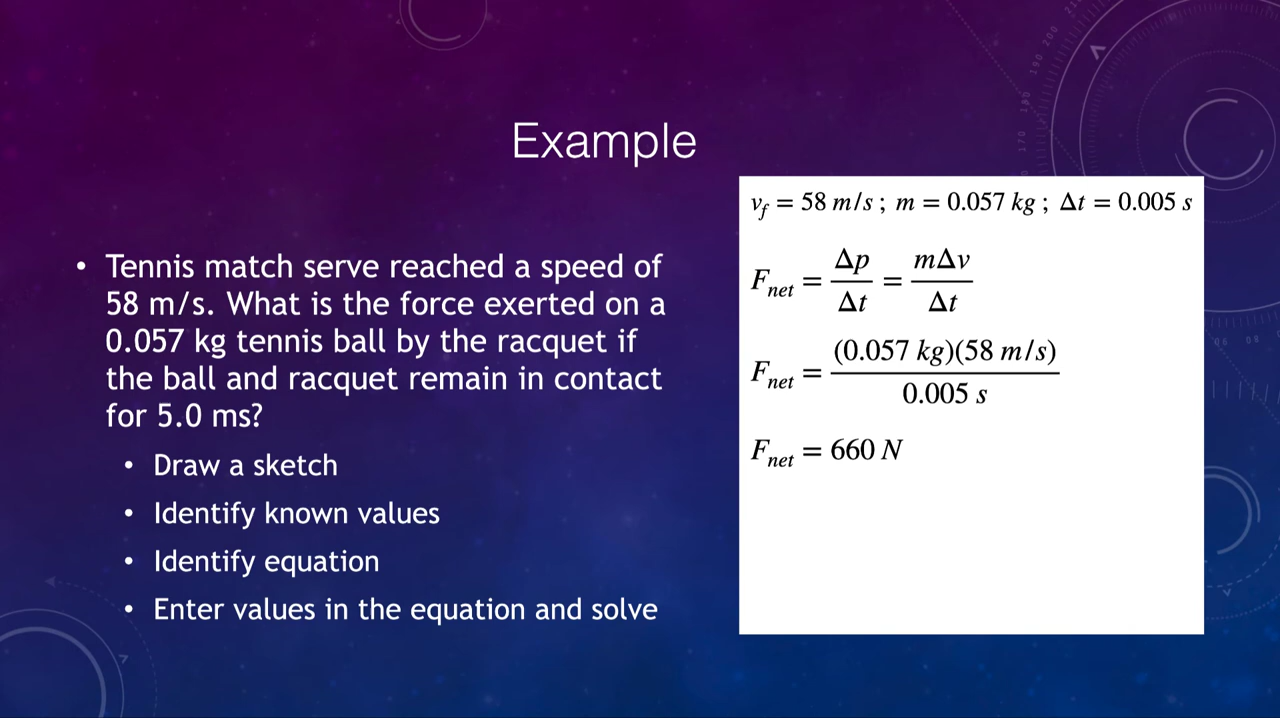 Example
• Tennis match serve reached a speed of
58 m/s. What is the force exerted on a
0.057 kg tennis ball by the racquet if
the ball and racquet remain in contact
for 5.0 ms?
• Draw a sketch
• Identify known values
• Identify equation
• Enter values in the equation and solve
v_f = 58 m/s ; m = 0.057 kg ; Δt = 0.005 s
F_net = Δp/Δt = mΔv/Δt
F_net = (0.057 kg)(58 m/s)/0.005 s
F_net = 660 N